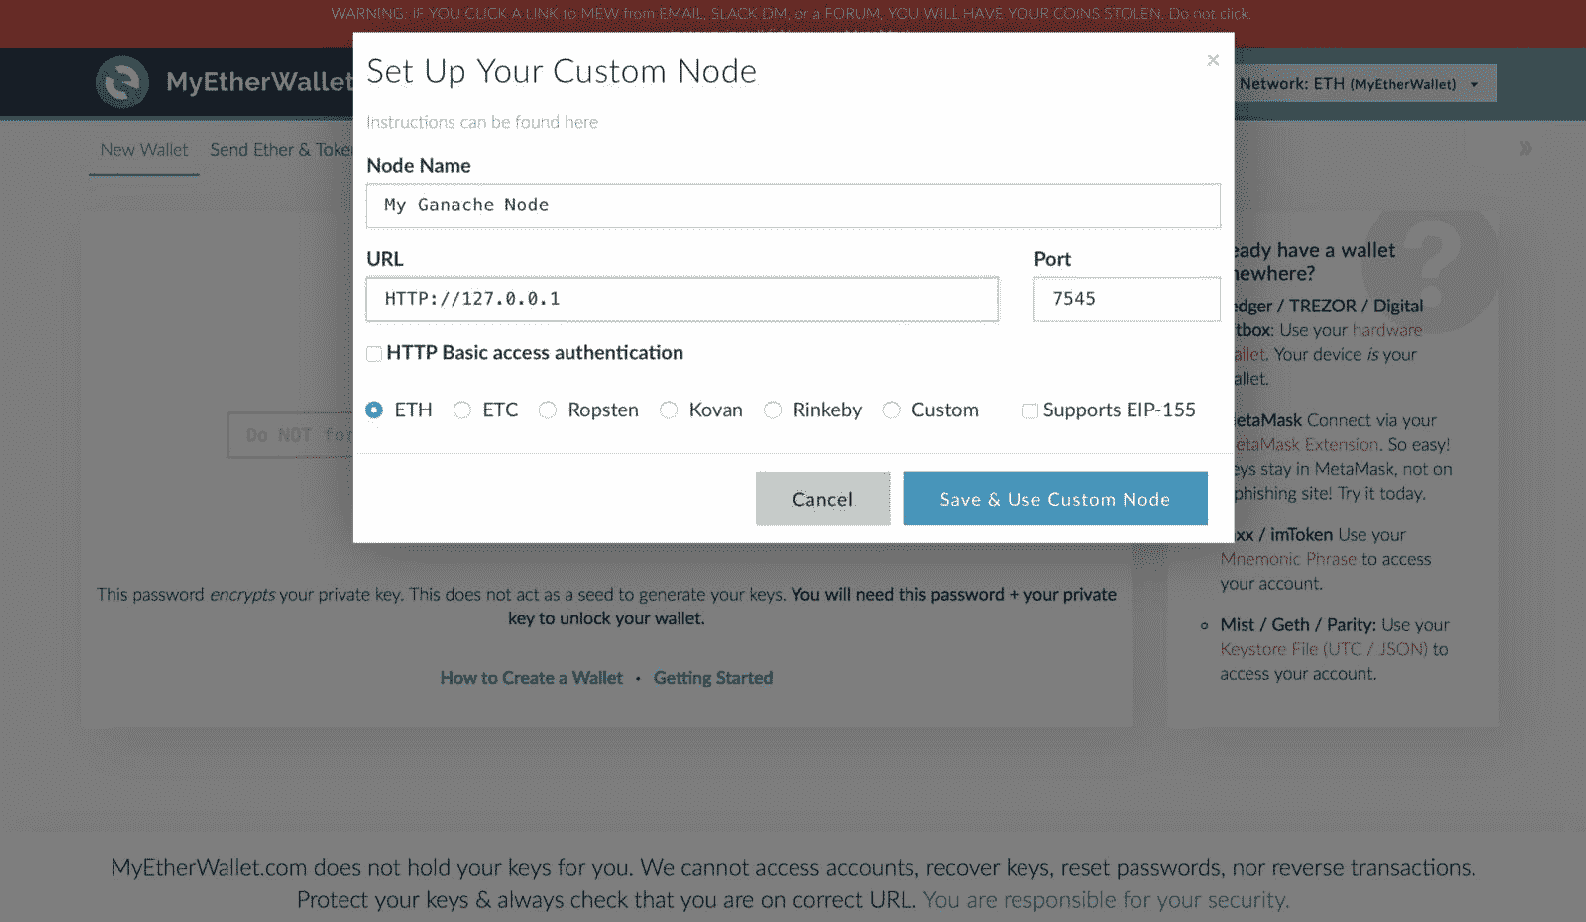 WARNING: IF YOU CLICK A LINK to MEW from EMAIL, SLACK DM, or a FORUM, YOU WILL HAVE YOUR COINS STOLEN. Do not click
MyEtherWallet
Network: ETH (MyEtherWallet)
New Wallet Send Ether & Toke
»
Set Up Your Custom Node
×
Instructions can be found here
Node Name
My Ganache Node
URL Port
HTTP://127.0.0.1 7545
HTTP Basic access authentication
ETH ETC Ropsten Kovan Rinkeby Custom Supports EIP-155
Cancel Save & Use Custom Node
Do NOT for
This password encrypts your private key. This does not act as a seed to generate your keys. You will need this password + your private
key to unlock your wallet.
How to Create a Wallet • Getting Started
?
eady have a wallet
ewhere?
edger / TREZOR / Digital
tbox: Use your hardware
allet. Your device is your
allet.
etaMask Connect via your
etaMask Extension. So easy!
eys stay in MetaMask, not on
phishing site! Try it today.
xx / imToken Use your
Mnemonic Phrase to access
your account.
Mist / Geth / Parity: Use your
Keystore File (UTC / JSON) to
access your account.
MyEtherWallet.com does not hold your keys for you. We cannot access accounts, recover keys, reset passwords, nor reverse transactions.
Protect your keys & always check that you are on correct URL. You are responsible for your security.